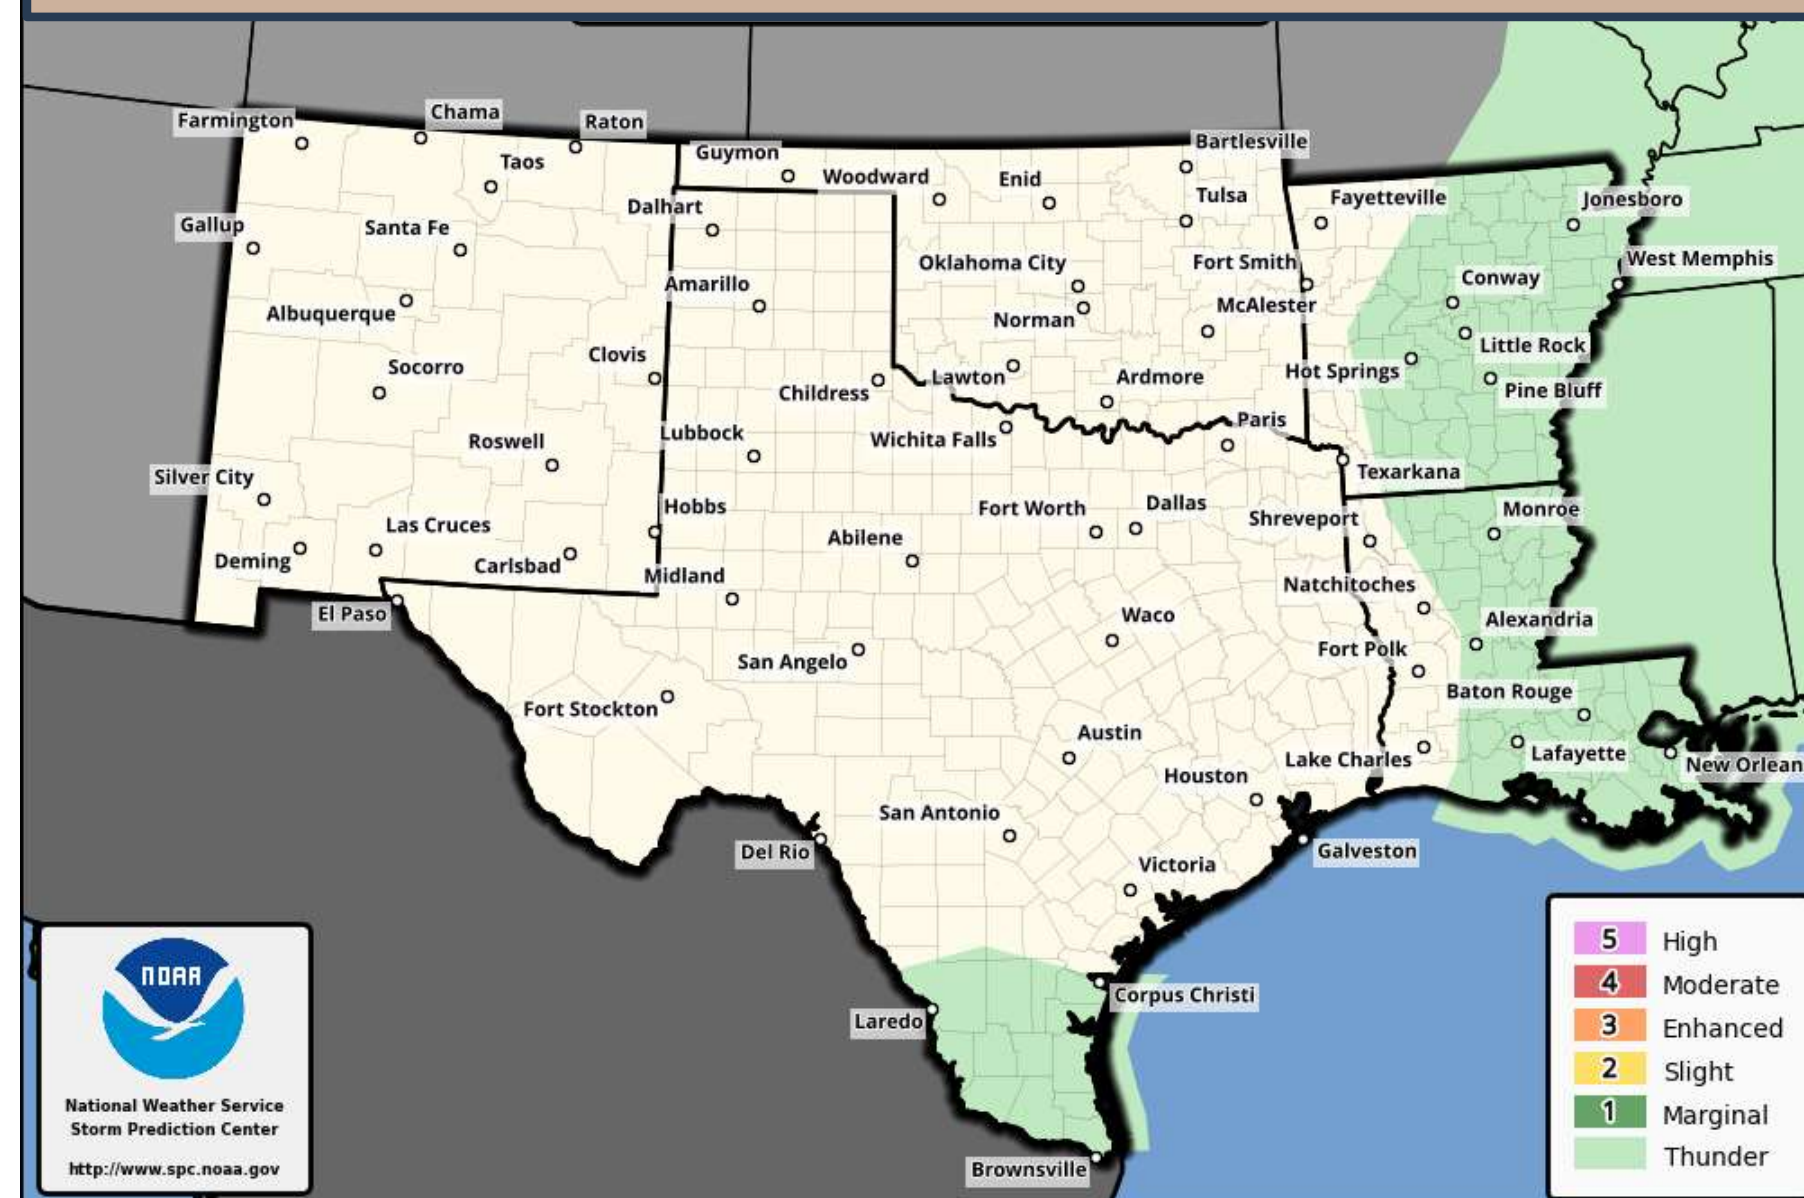 Farmington
Chama
Raton
Taos
Guymon
Woodward
Enid
Bartlesville
Tulsa
Fayetteville
Jonesboro
Gallup
Santa Fe
Dalhart
Amarillo
Oklahoma City
Fort Smith
West Memphis
Conway
Albuquerque
Norman
McAlester
Little Rock
Socorro
Clovis
Childress
Lawton
Ardmore
Hot Springs
Pine Bluff
Roswell
Lubbock
Wichita Falls
Paris
Texarkana
Silver City
Hobbs
Fort Worth
Dallas
Shreveport
Monroe
Las Cruces
Abilene
Deming
Carlsbad
Midland
Natchitoches
El Paso
Waco
Alexandria
San Angelo
Fort Polk
Fort Stockton
Baton Rouge
Austin
Lake Charles
Lafayette
New Orlean
Houston
San Antonio
Del Rio
Galveston
Victoria
Corpus Christi
Laredo
Brownsville
NOAA
National Weather Service
Storm Prediction Center
http://www.spc.noaa.gov
5 High
4 Moderate
3 Enhanced
2 Slight
1 Marginal
Thunder